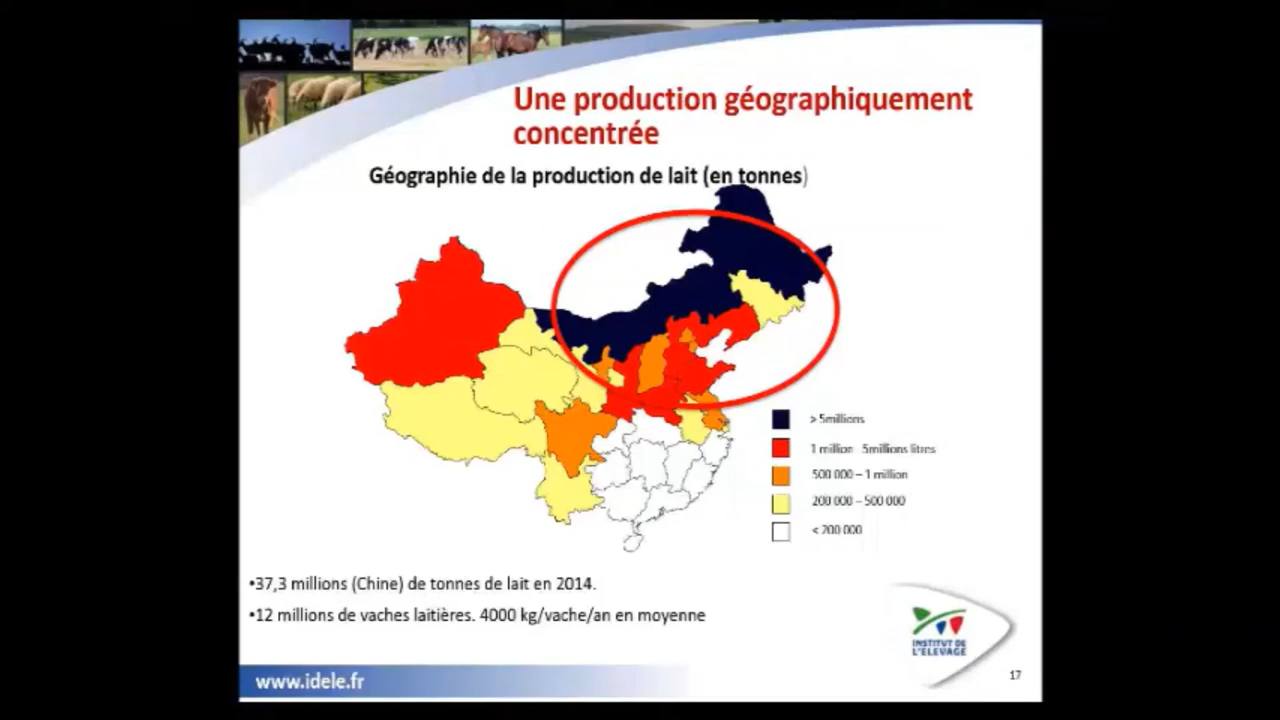 Une production géographiquement
concentrée
Géographie de la production de lait (en tonnes)
> 5millions
1 million 5millions litres
500 000 – 1 million
200 000 – 500 000
< 200 000
•37,3 millions (Chine) de tonnes de lait en 2014.
•12 millions de vaches laitières. 4000 kg/vache/an en moyenne
INSTITUT DE
L'ELEVAGE
www.idele.fr
17